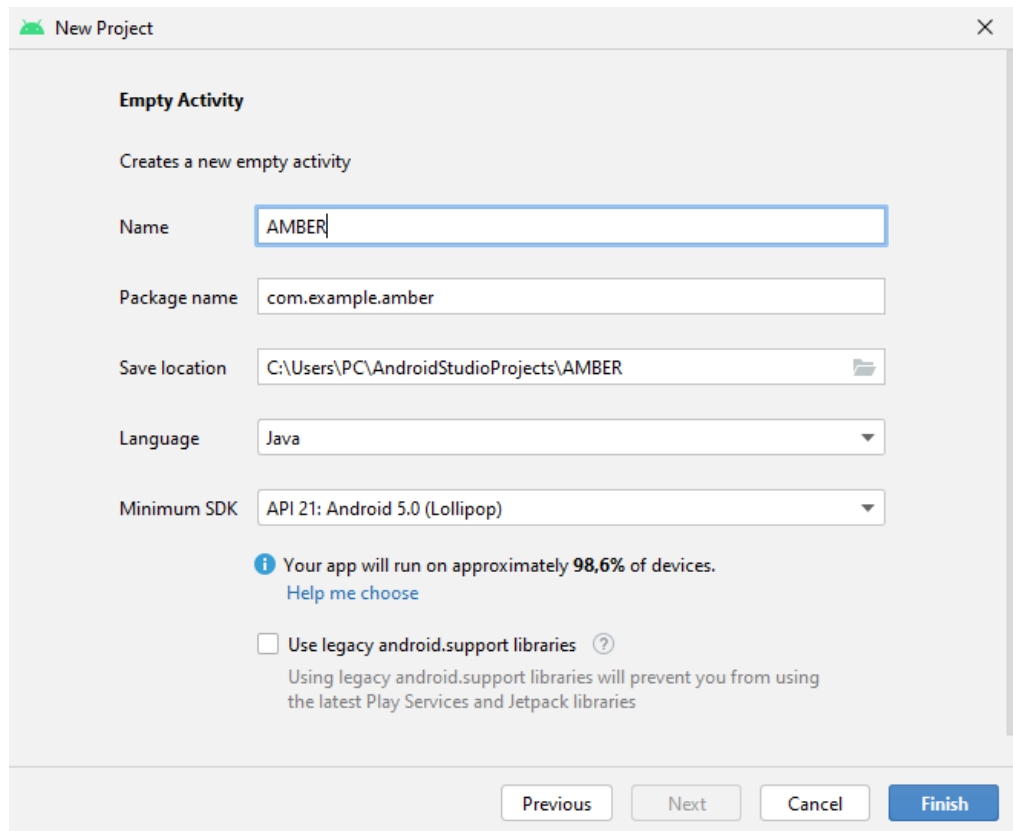 New Project
Empty Activity
Creates a new empty activity
Name AMBER
Package name com.example.amber
Save location C:\Users\PC\AndroidStudioProjects\AMBER
Language Java
Minimum SDK API 21: Android 5.0 (Lollipop)
Your app will run on approximately 98,6% of devices.
Help me choose
Use legacy android.support libraries ?
Using legacy android.support libraries will prevent you from using
the latest Play Services and Jetpack libraries
Previous Next Cancel Finish